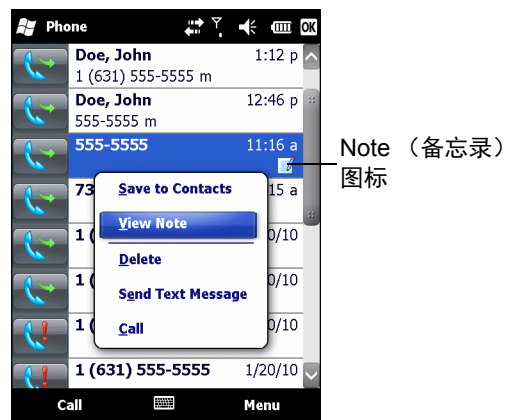 Phone OK
Doe, John 1:12 p
1 (631) 555-5555 m
Doe, John 12:46 p
555-5555 m
555-5555 11:16 a
Note （备忘录）
图标
73 15 a
Save to Contacts
View Note
1 ( 0/10
Delete
1 ( 0/10
Send Text Message
1 ( 0/10
Call
1 (631) 555-5555 1/20/10
Call Menu